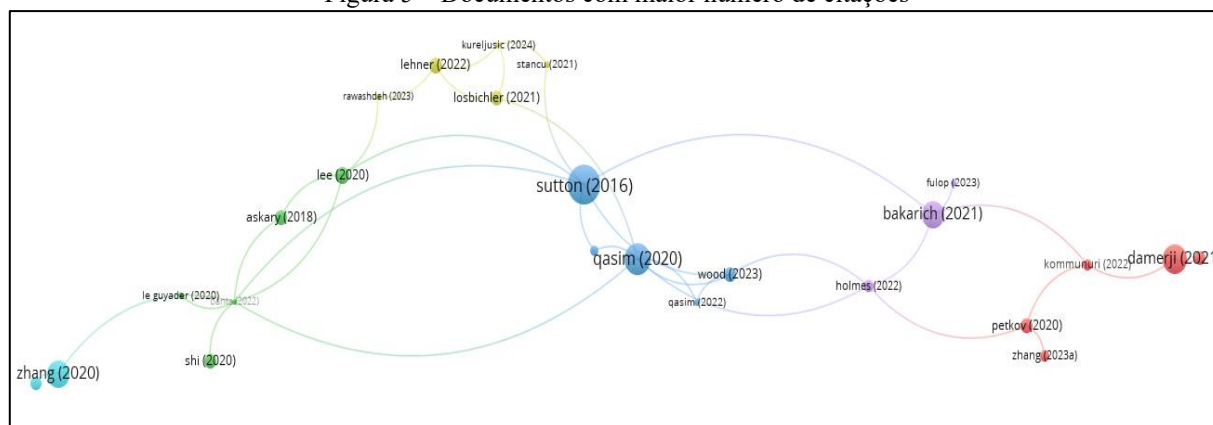 Figura 5 – Documentos com maior número de citações
kureljusic (2024)
lehner (2022)
stancu (2021)
rawashdeh (2023)
losbichler (2021)
lee (2020)
sutton (2016)
fulop (2023)
askary (2018)
bakarich (2021)
qasim (2020)
damerji (2021
kommunuri (2022)
wood (2023)
holmes (2022)
le guyader (2020)
qasim (2022)
petkov (2020)
zhang (2023a)
shi (2020)
zhang (2020)